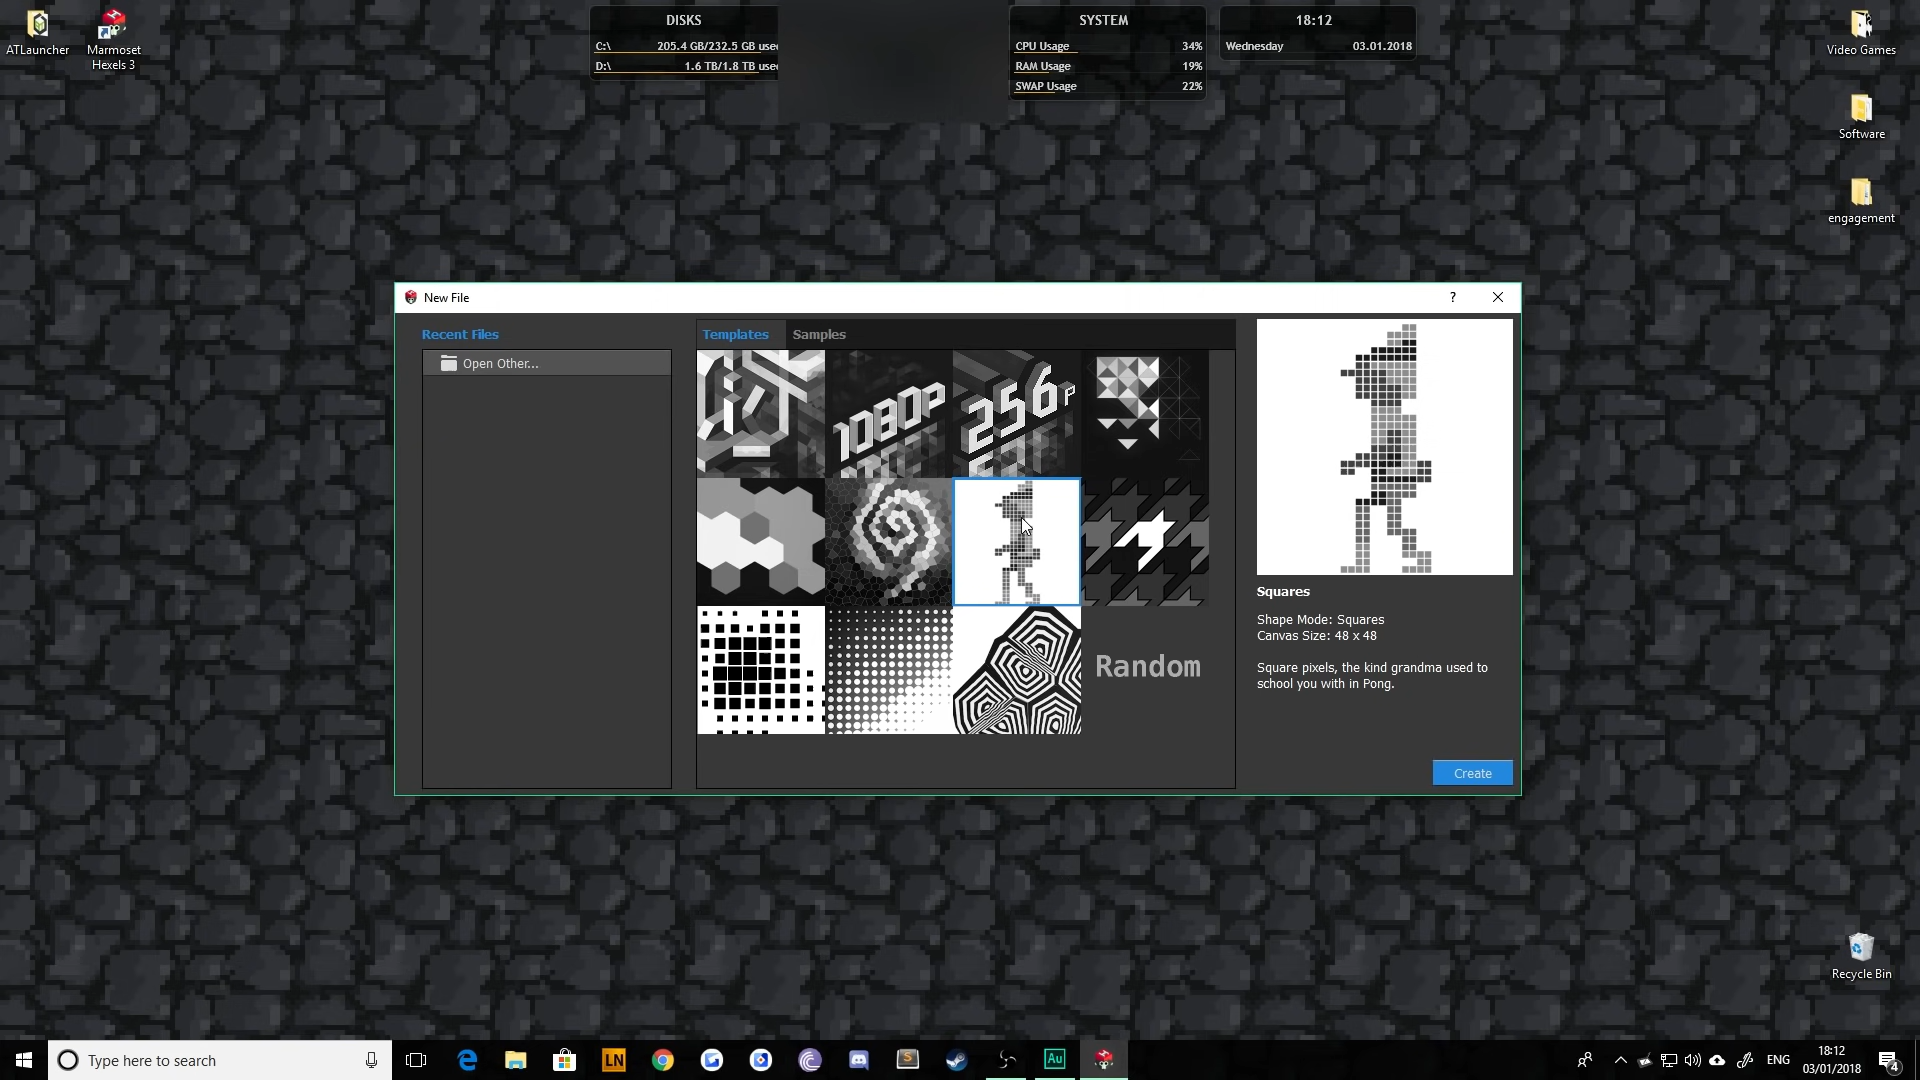 ATLauncher
Marmoset
Hexels 3
DISKS
C:\ 205.4 GB/232.5 GB used
D:\ 1.6 TB/1.8 TB used
SYSTEM
CPU Usage 34%
RAM Usage 19%
SWAP Usage 22%
18:12
Wednesday 03.01.2018
Video Games
Software
engagement
New File
?
Recent Files
Open Other...
Templates
Samples
1080P
256P
Random
Squares
Shape Mode: Squares
Canvas Size: 48 x 48
Square pixels, the kind grandma used to
school you with in Pong.
Create
Recycle Bin
Type here to search
LN
S
Au
ENG
18:12
03/01/2018
4